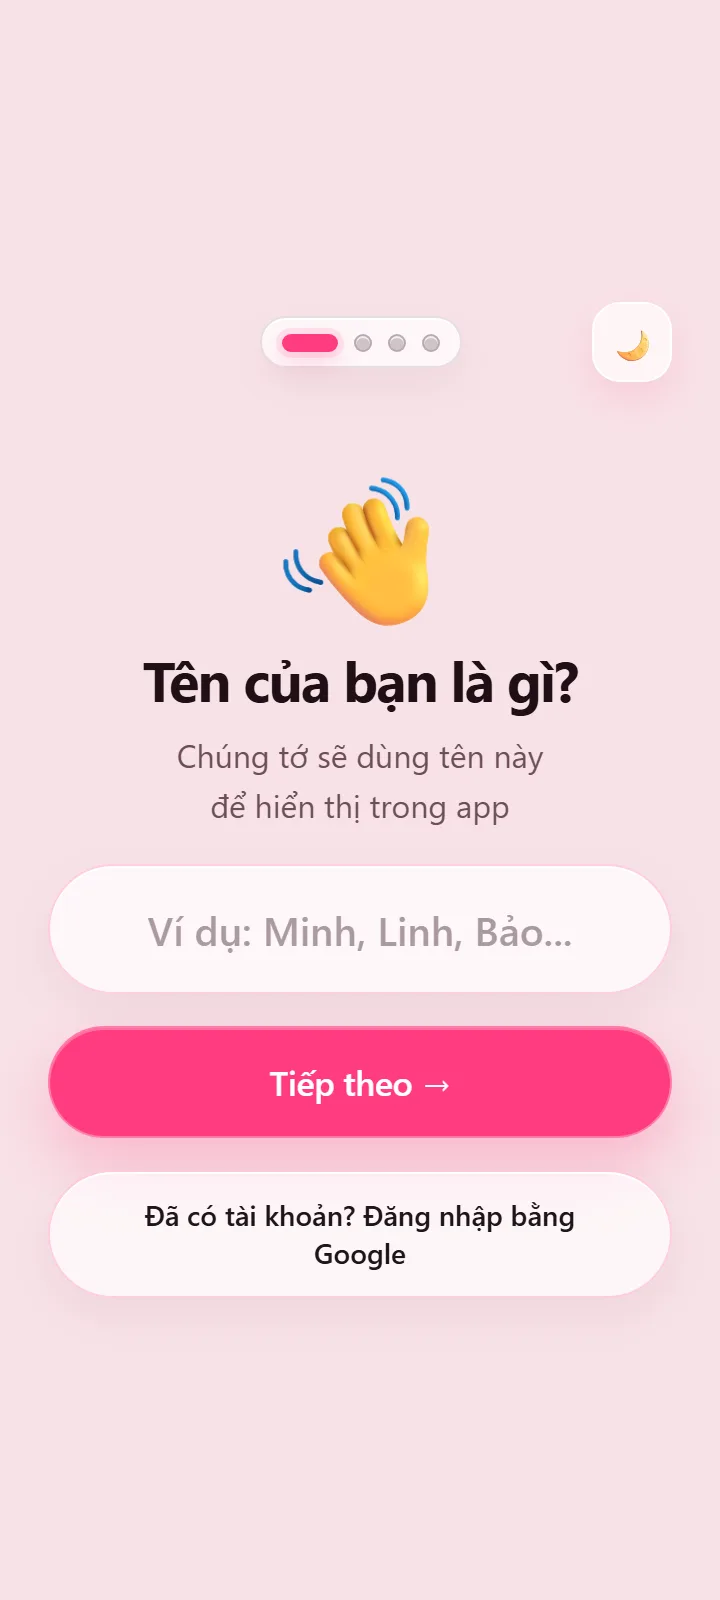 Tên của bạn là gì?
Chúng tớ sẽ dùng tên này
để hiển thị trong app
Ví dụ: Minh, Linh, Bảo...
Tiếp theo →
Đã có tài khoản? Đăng nhập bằng
Google